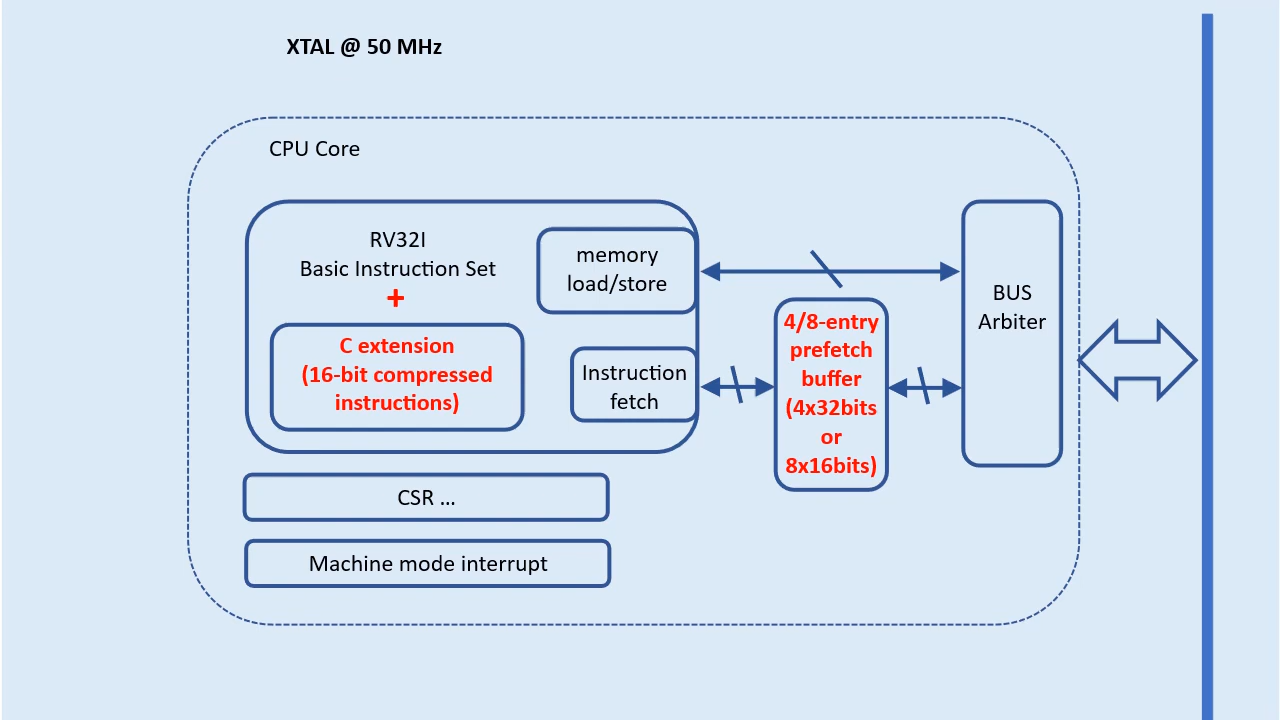 XTAL @ 50 MHz
CPU Core
RV32I
Basic Instruction Set
+
C extension
(16-bit compressed
instructions)
memory
load/store
Instruction
fetch
4/8-entry
prefetch
buffer
(4x32bits
or
8x16bits)
BUS
Arbiter
CSR ...
Machine mode interrupt